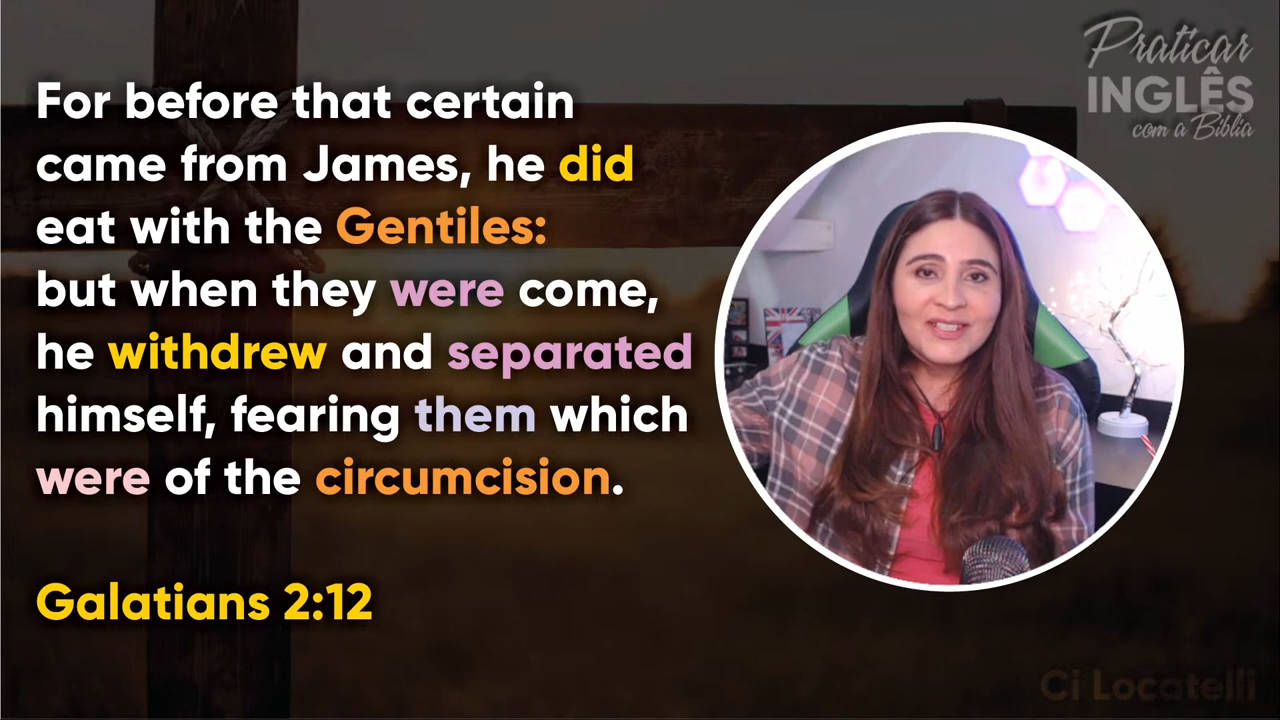 For before that certain
came from James, he did
eat with the Gentiles:
but when they were come,
he withdrew and separated
himself, fearing them which
were of the circumcision.
Galatians 2:12
Praticar
INGLÊS
com a Bíblia
Ci Locatelli